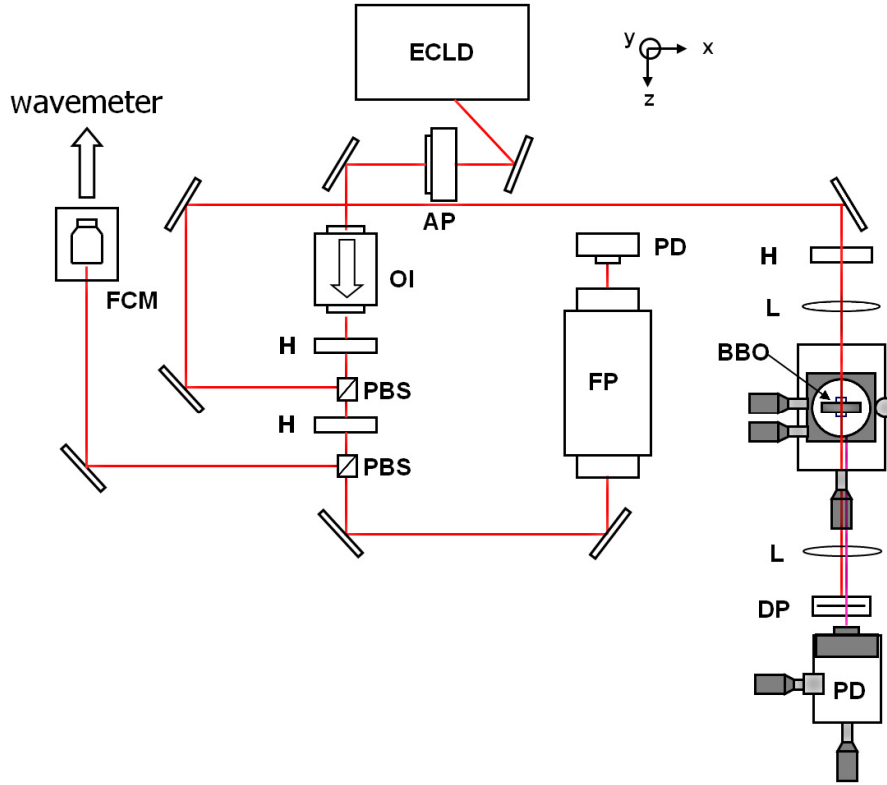 ECLD
y
x
z
wavemeter
AP
PD
H
FCM
OI
L
H
BBO
FP
PBS
H
PBS
L
DP
PD